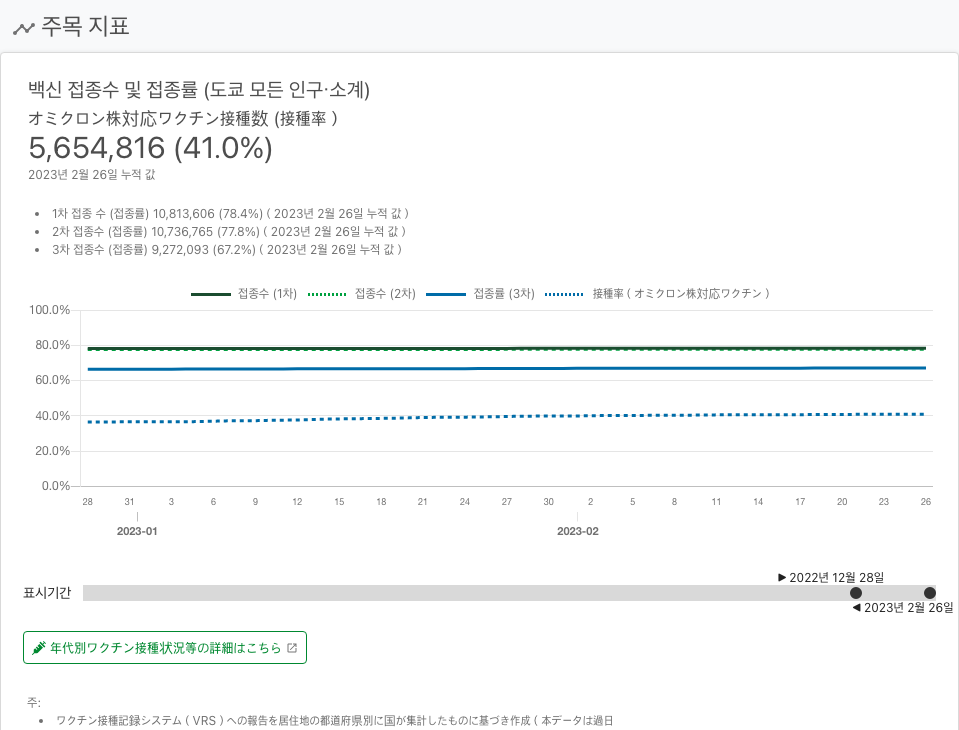 주목 지표
백신 접종수 및 접종률 (도쿄 모든 인구·소계)
オミクロン株対応ワクチン接種数 (接種率 )
5,654,816 (41.0%)
2023년 2월 26일 누적 값
1차 접종 수 (접종률) 10,813,606 (78.4%) ( 2023년 2월 26일 누적 값 )
2차 접종수 (접종률) 10,736,765 (77.8%) ( 2023년 2월 26일 누적 값 )
3차 접종수 (접종률) 9,272,093 (67.2%) ( 2023년 2월 26일 누적 값 )
접종수 (1차) 접종수 (2차) 접종률 (3차) 接種率 ( オミクロン株対応ワクチン )
100.0%
80.0%
60.0%
40.0%
20.0%
0.0%
28 31 3 6 9 12 15 18 21 24 27 30 2 5 8 11 14 17 20 23 26
2023-01 2023-02
▶ 2022년 12월 28일
표시기간
◀ 2023년 2월 26일
年代別ワクチン接種状況等の詳細はこちら
주:
ワクチン接種記録システム ( VRS ) への報告を居住地の都道府県別に国が集計したものに基づき作成 ( 本データは過日